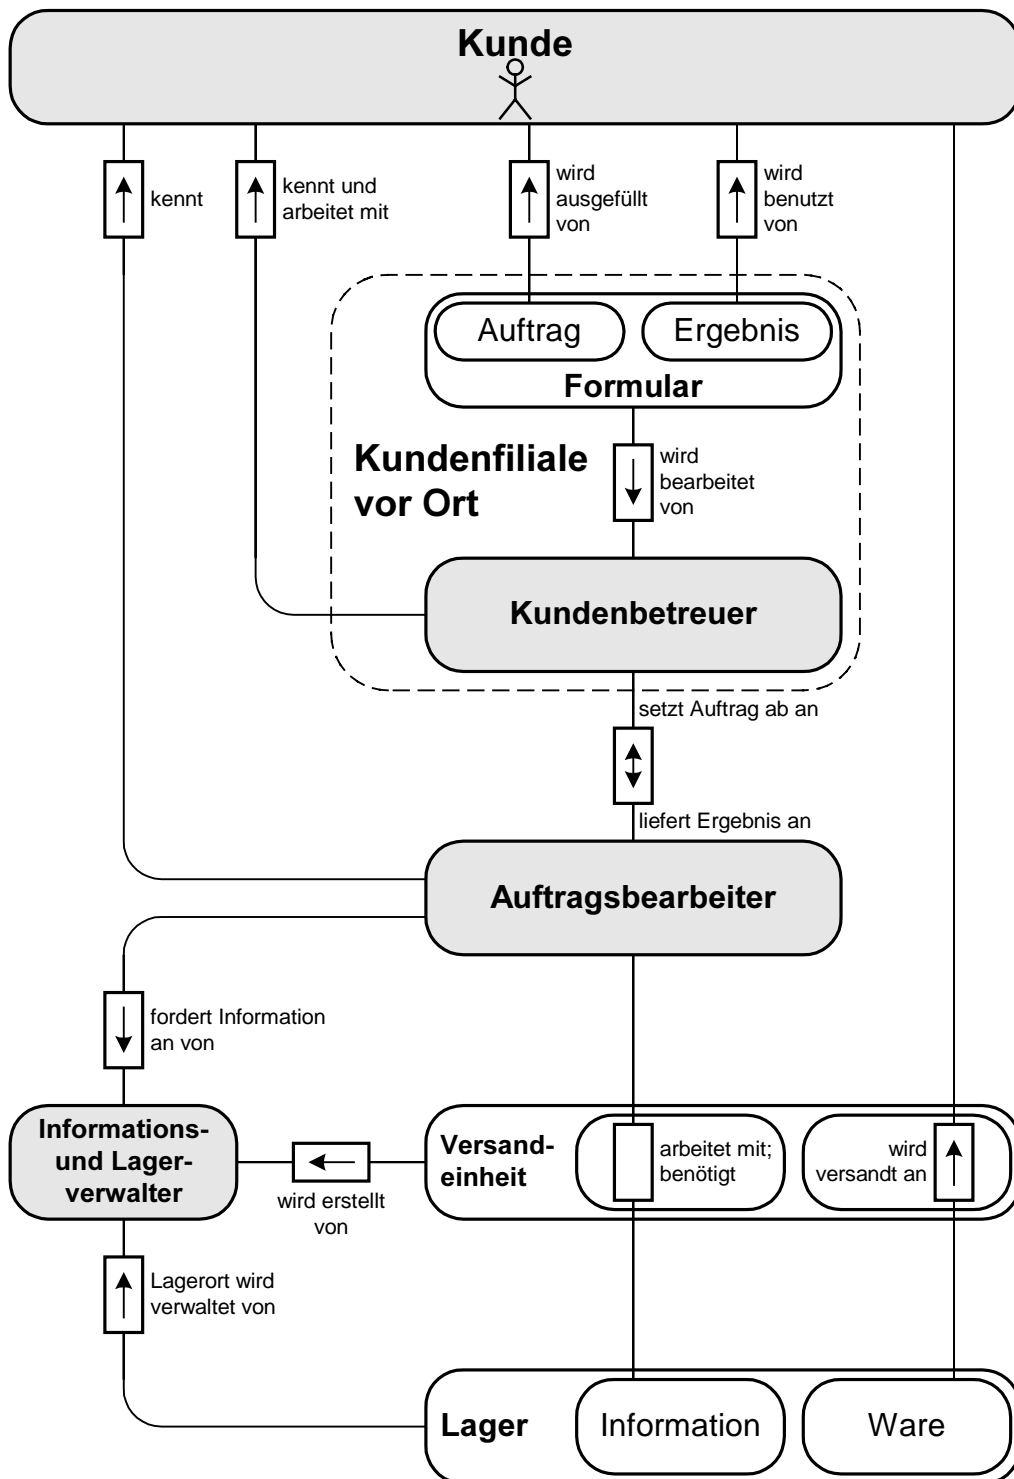 Kunde
kennt
kennt und
arbeitet mit
wird
ausgefüllt
von
wird
benutzt
von
Auftrag
Ergebnis
Formular
Kundenfiliale
vor Ort
wird
bearbeitet
von
Kundenbetreuer
setzt Auftrag ab an
liefert Ergebnis an
Auftragsbearbeiter
fordert Information
an von
Informations-
und Lager-
verwalter
wird erstellt
von
Versand-
einheit
arbeitet mit;
benötigt
wird
versandt an
Lagerort wird
verwaltet von
Lager
Information
Ware